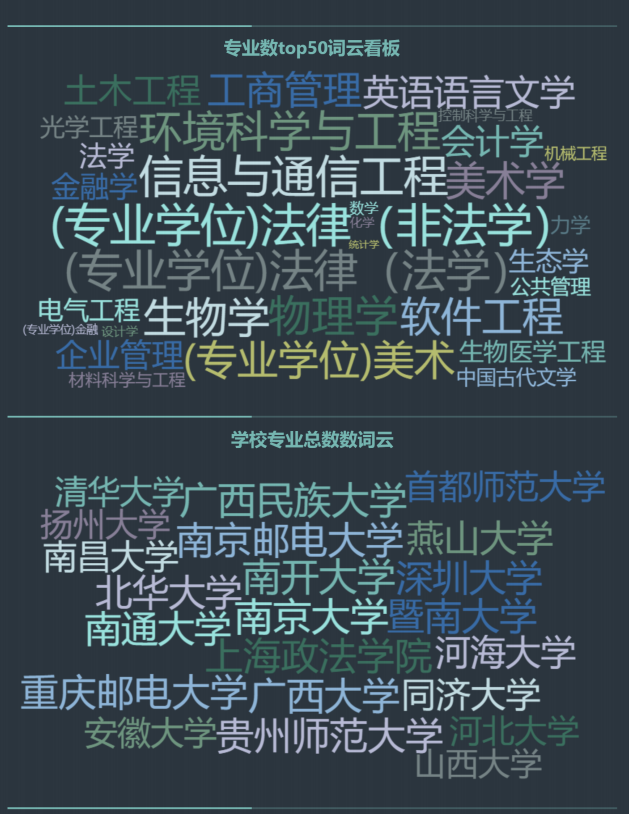 专业数top50词云看板
土木工程 工商管理 英语语言文学
光学工程 环境科学与工程 控制科学与工程
法学 会计学 机械工程
金融学 信息与通信工程 美术学
(专业学位)法律 数学 (非法学) 力学
化学
统计学
(专业学位)法律 (法学) 生态学
电气工程 公共管理
(专业学位)金融 设计学 生物学 物理学 软件工程
企业管理 (专业学位)美术 生物医学工程
材料科学与工程 中国古代文学
学校专业总数数词云
清华大学 广西民族大学 首都师范大学
扬州大学 南京邮电大学 燕山大学
南昌大学
北华大学 南开大学 深圳大学
南通大学 南京大学 暨南大学
上海政法学院 河海大学
重庆邮电大学 广西大学 同济大学
安徽大学 贵州师范大学 河北大学
山西大学